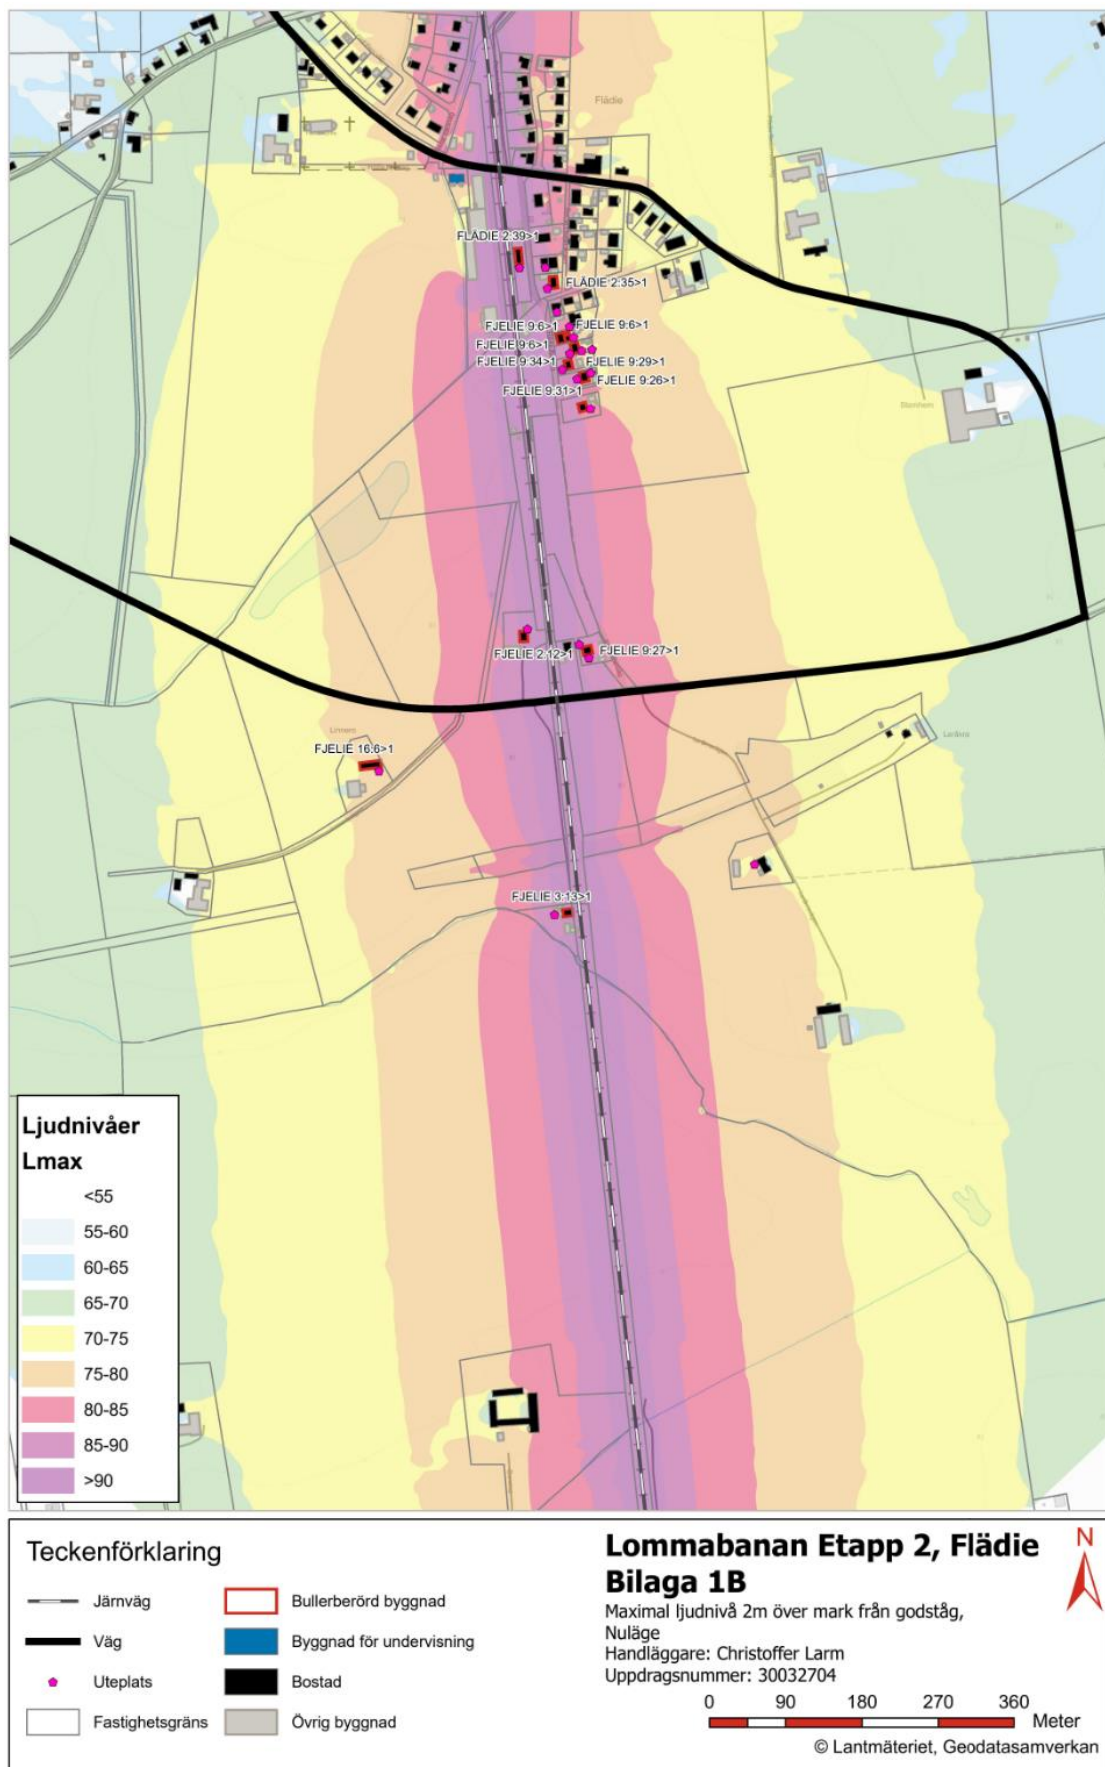 Flädie
FLÄDIE 2:39>1
FLÄDIE 2:35>1
FJELIE 9:6>1
FJELIE 9:6>1
FJELIE 9:6>1
FJELIE 9:34>1
FJELIE 9:29>1
FJELIE 9:26>1
FJELIE 9:31>1
FJELIE 2:12>1
FJELIE 9:27>1
FJELIE 16:6>1
FJELIE 3:13>1
Ljudnivåer
Lmax
<55
55-60
60-65
65-70
70-75
75-80
80-85
85-90
>90
Teckenförklaring
Järnväg
Väg
Uteplats
Fastighetsgräns
Bullerberörd byggnad
Byggnad för undervisning
Bostad
Övrig byggnad
Lommabanan Etapp 2, Flädie
Bilaga 1B
Maximal ljudnivå 2m över mark från godståg,
Nuläge
Handläggare: Christoffer Larm
Uppdragsnummer: 30032704
N
0 90 180 270 360
Meter
© Lantmäteriet, Geodatasamverkan